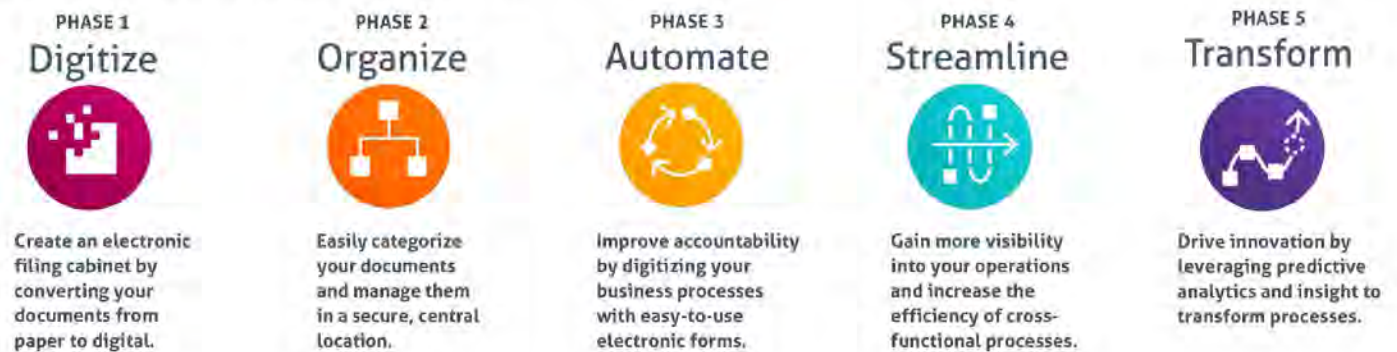 PHASE 1
Digitize
Create an electronic
filing cabinet by
converting your
documents from
paper to digital.
PHASE 2
Organize
Easily categorize
your documents
and manage them
in a secure, central
location.
PHASE 3
Automate
Improve accountability
by digitizing your
business processes
with easy-to-use
electronic forms.
PHASE 4
Streamline
Gain more visibility
into your operations
and increase the
efficiency of cross-
functional processes.
PHASE 5
Transform
Drive innovation by
leveraging predictive
analytics and insight to
transform processes.